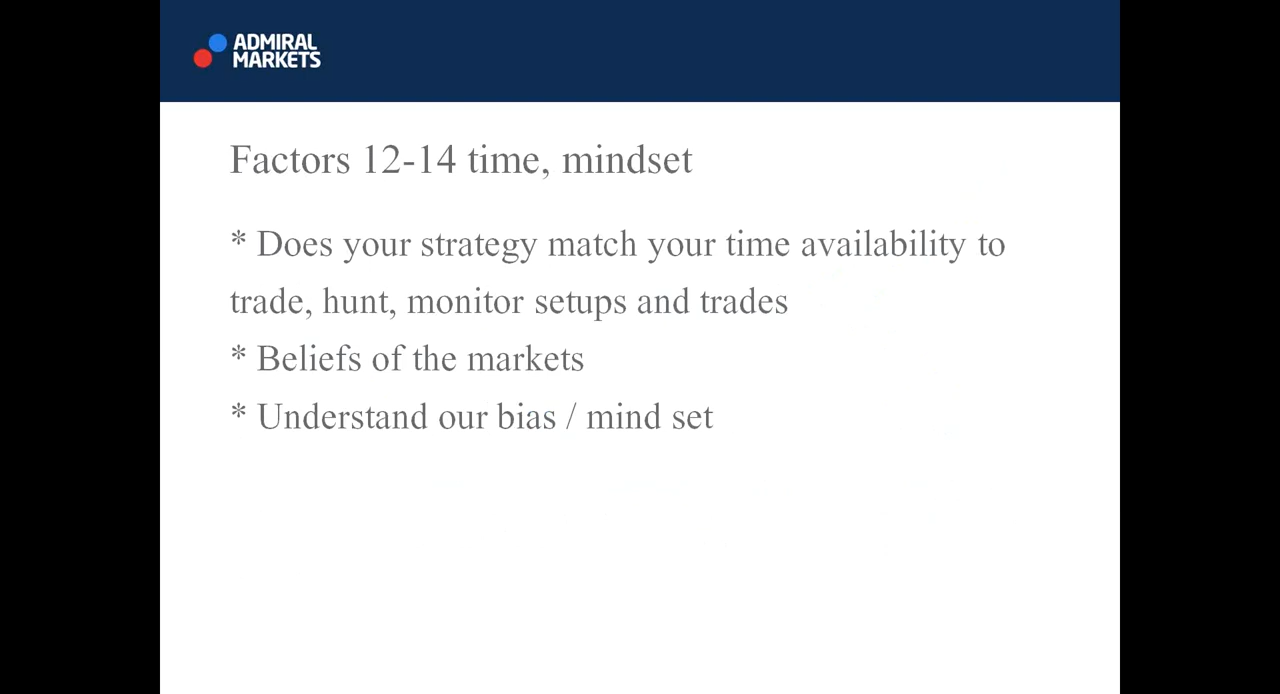 ADMIRAL
MARKETS
Factors 12-14 time, mindset
* Does your strategy match your time availability to
trade, hunt, monitor setups and trades
* Beliefs of the markets
* Understand our bias / mind set